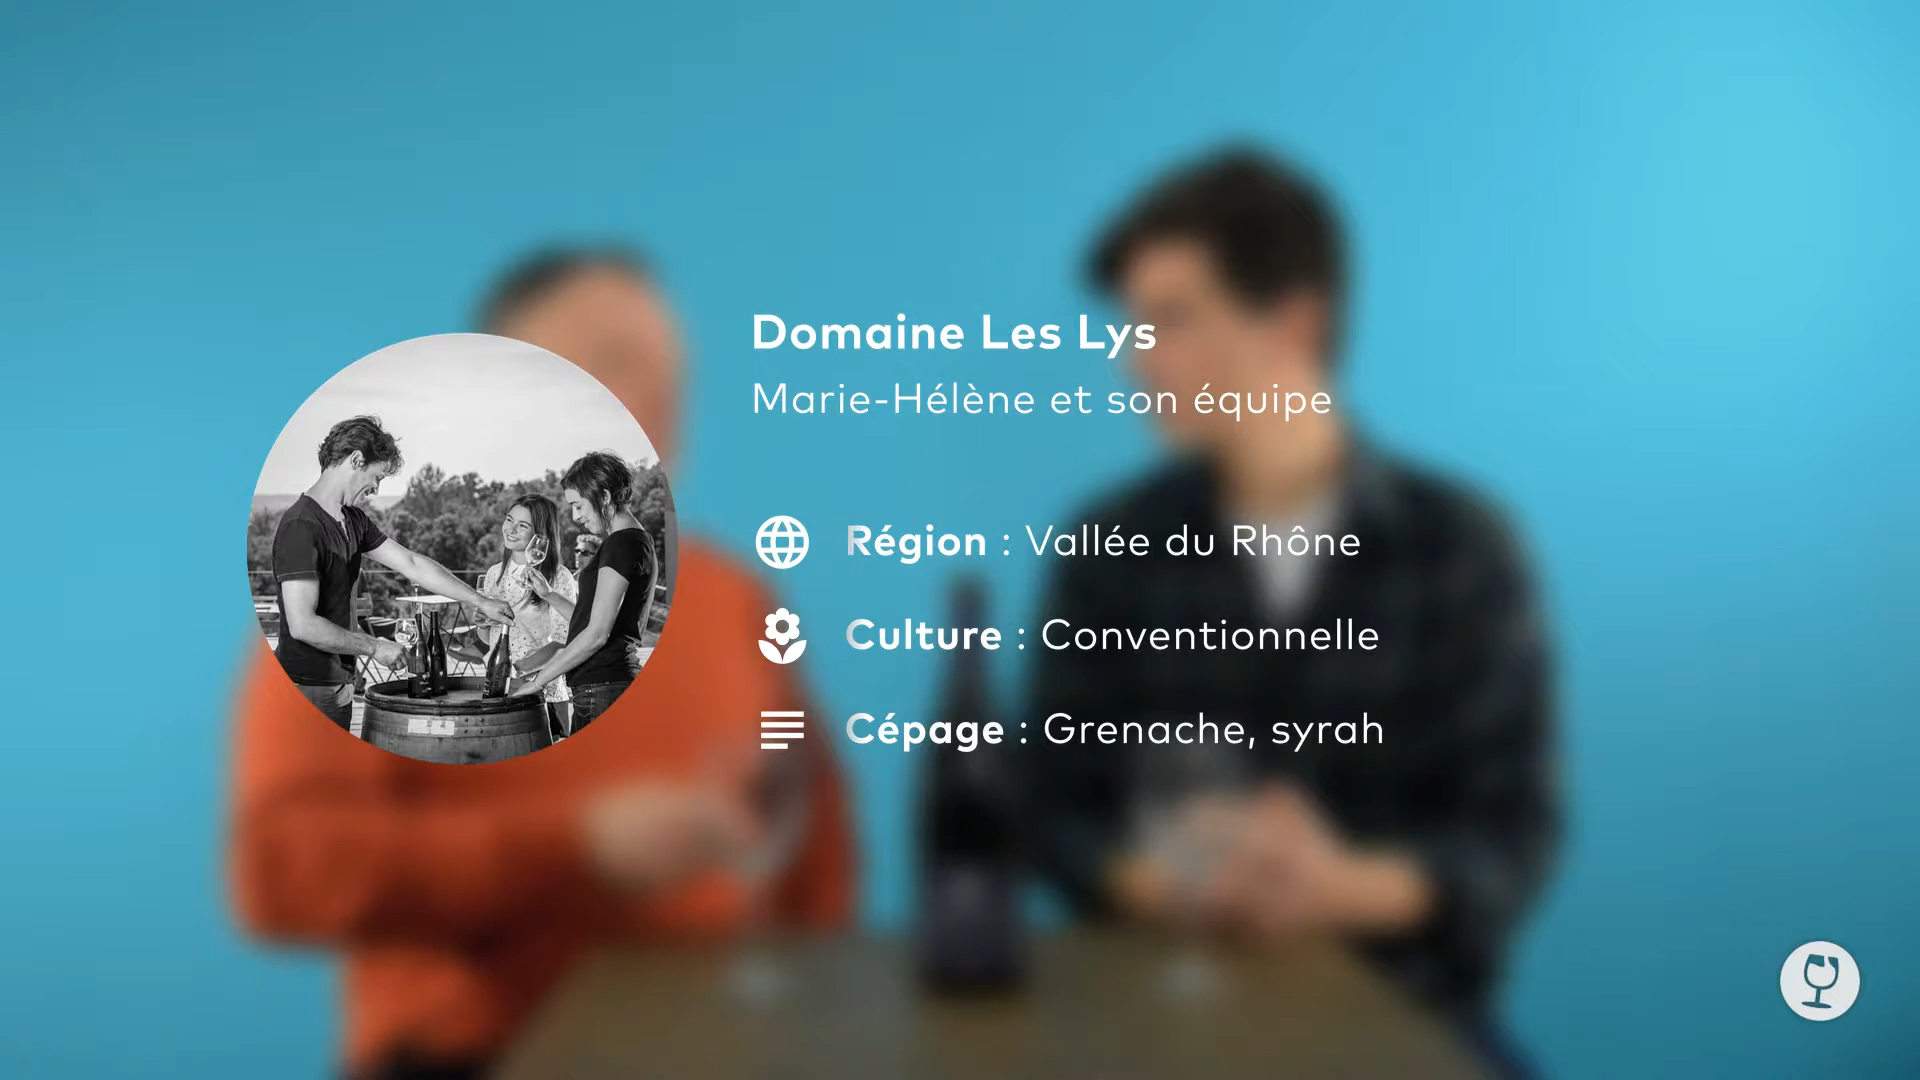 Domaine Les Lys
Marie-Hélène et son équipe
Région : Vallée du Rhône
Culture : Conventionnelle
Cépage : Grenache, syrah